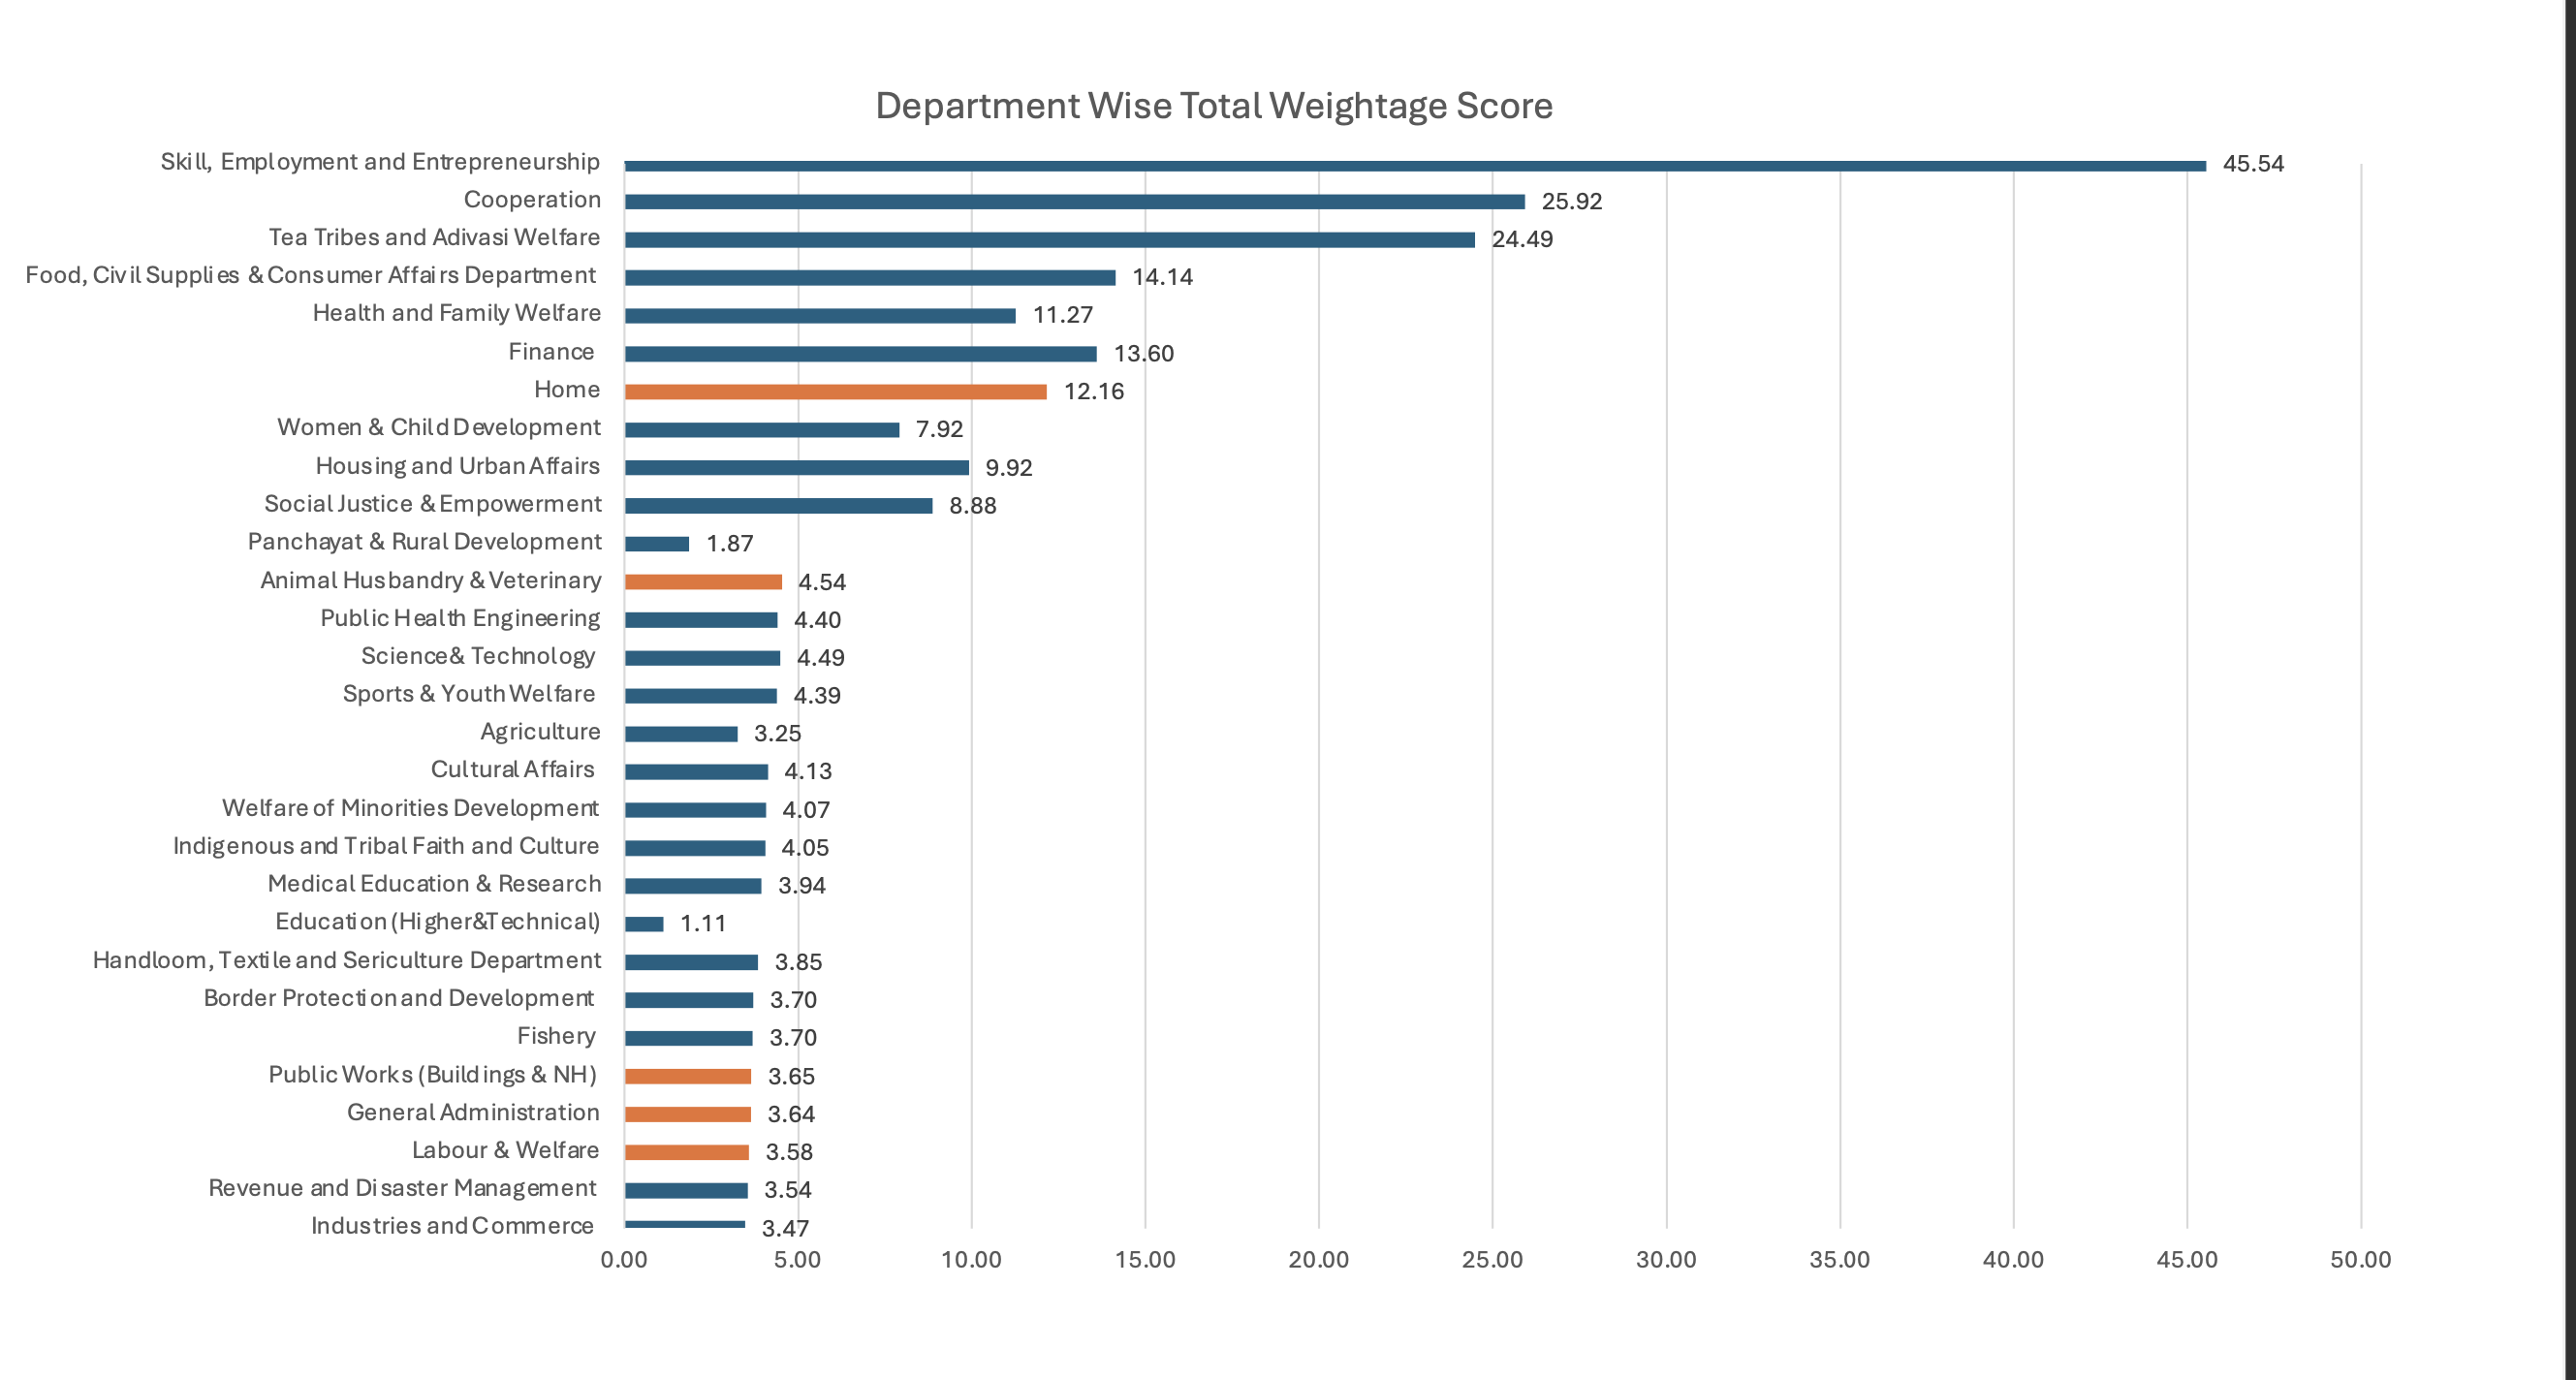 Department Wise Total Weightage Score
Skill, Employment and Entrepreneurship 45.54
Cooperation 25.92
Tea Tribes and Adivasi Welfare 24.49
Food, Civil Supplies & Consumer Affairs Department 14.14
Health and Family Welfare 11.27
Finance 13.60
Home 12.16
Women & Child Development 7.92
Housing and Urban Affairs 9.92
Social Justice & Empowerment 8.88
Panchayat & Rural Development 1.87
Animal Husbandry & Veterinary 4.54
Public Health Engineering 4.40
Science& Technology 4.49
Sports & Youth Welfare 4.39
Agriculture 3.25
Cultural Affairs 4.13
Welfare of Minorities Development 4.07
Indigenous and Tribal Faith and Culture 4.05
Medical Education & Research 3.94
Education (Higher&Technical) 1.11
Handloom, Textile and Sericulture Department 3.85
Border Protection and Development 3.70
Fishery 3.70
Public Works (Buildings & NH) 3.65
General Administration 3.64
Labour & Welfare 3.58
Revenue and Disaster Management 3.54
Industries and Commerce 3.47
0.00 5.00 10.00 15.00 20.00 25.00 30.00 35.00 40.00 45.00 50.00